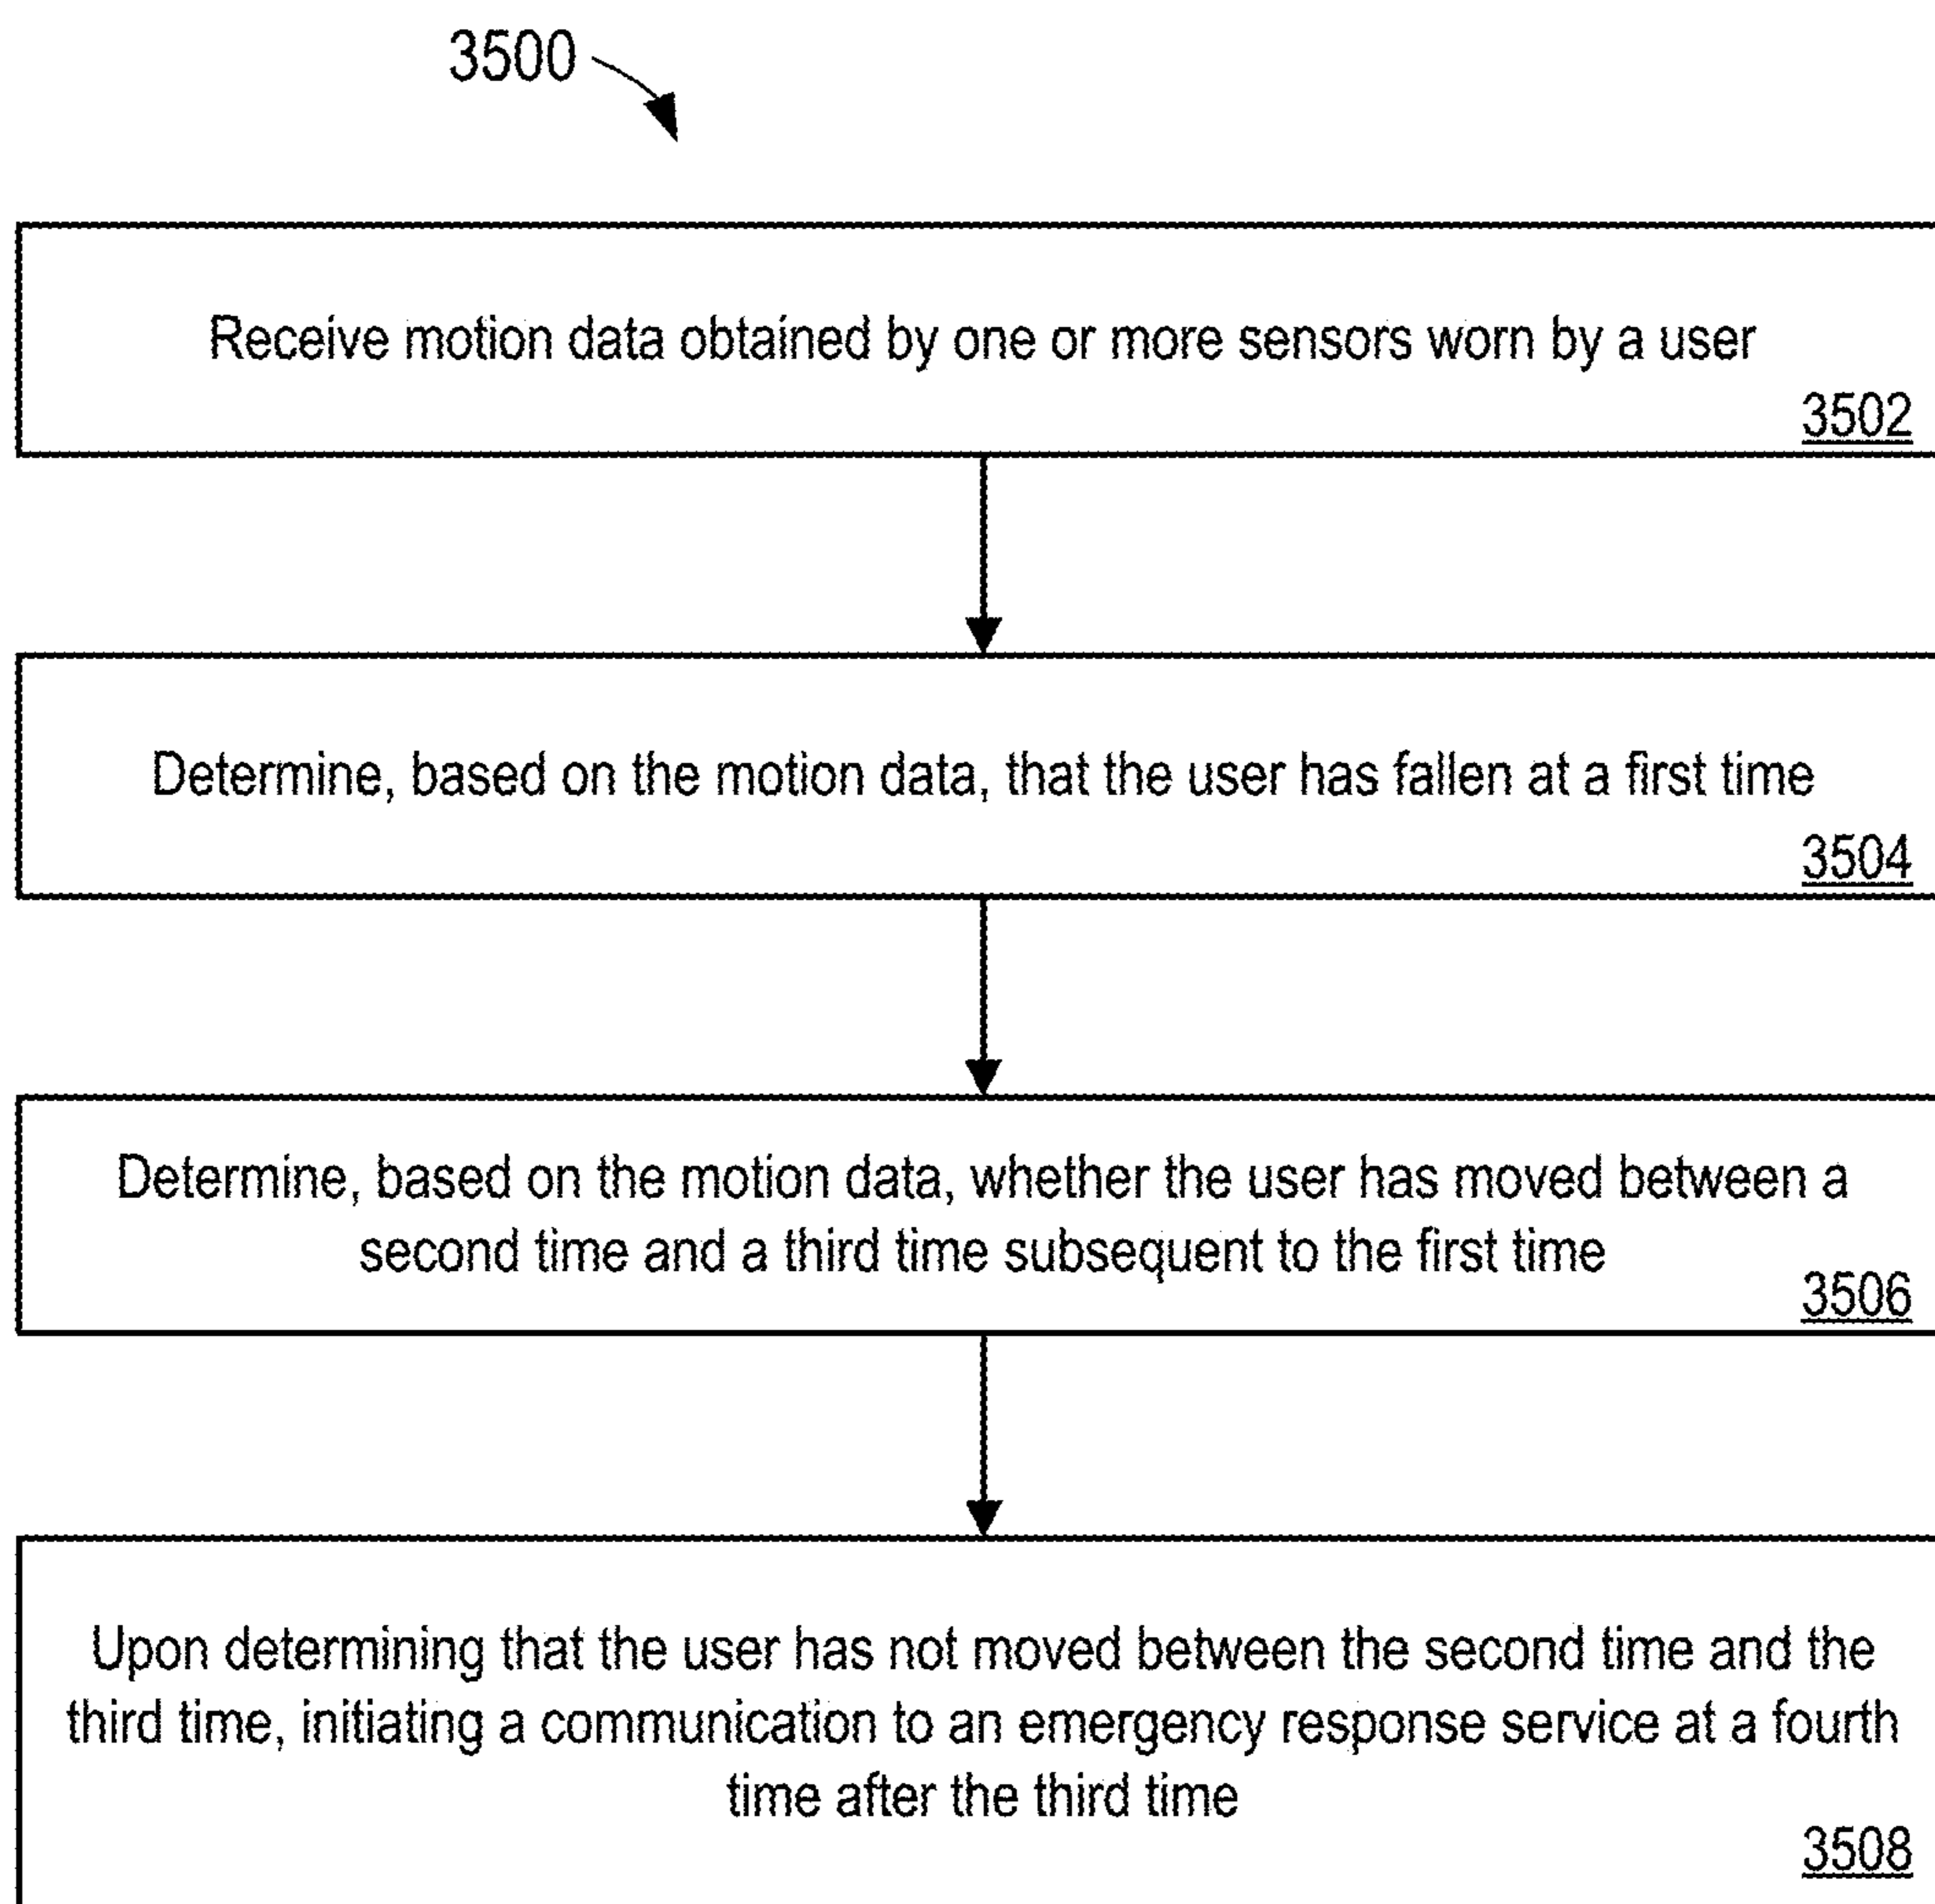 3500
Receive motion data obtained by one or more sensors worn by a user
3502
Determine, based on the motion data, that the user has fallen at a first time
3504
Determine, based on the motion data, whether the user has moved between a
second time and a third time subsequent to the first time
3506
Upon determining that the user has not moved between the second time and the
third time, initiating a communication to an emergency response service at a fourth
time after the third time
3508